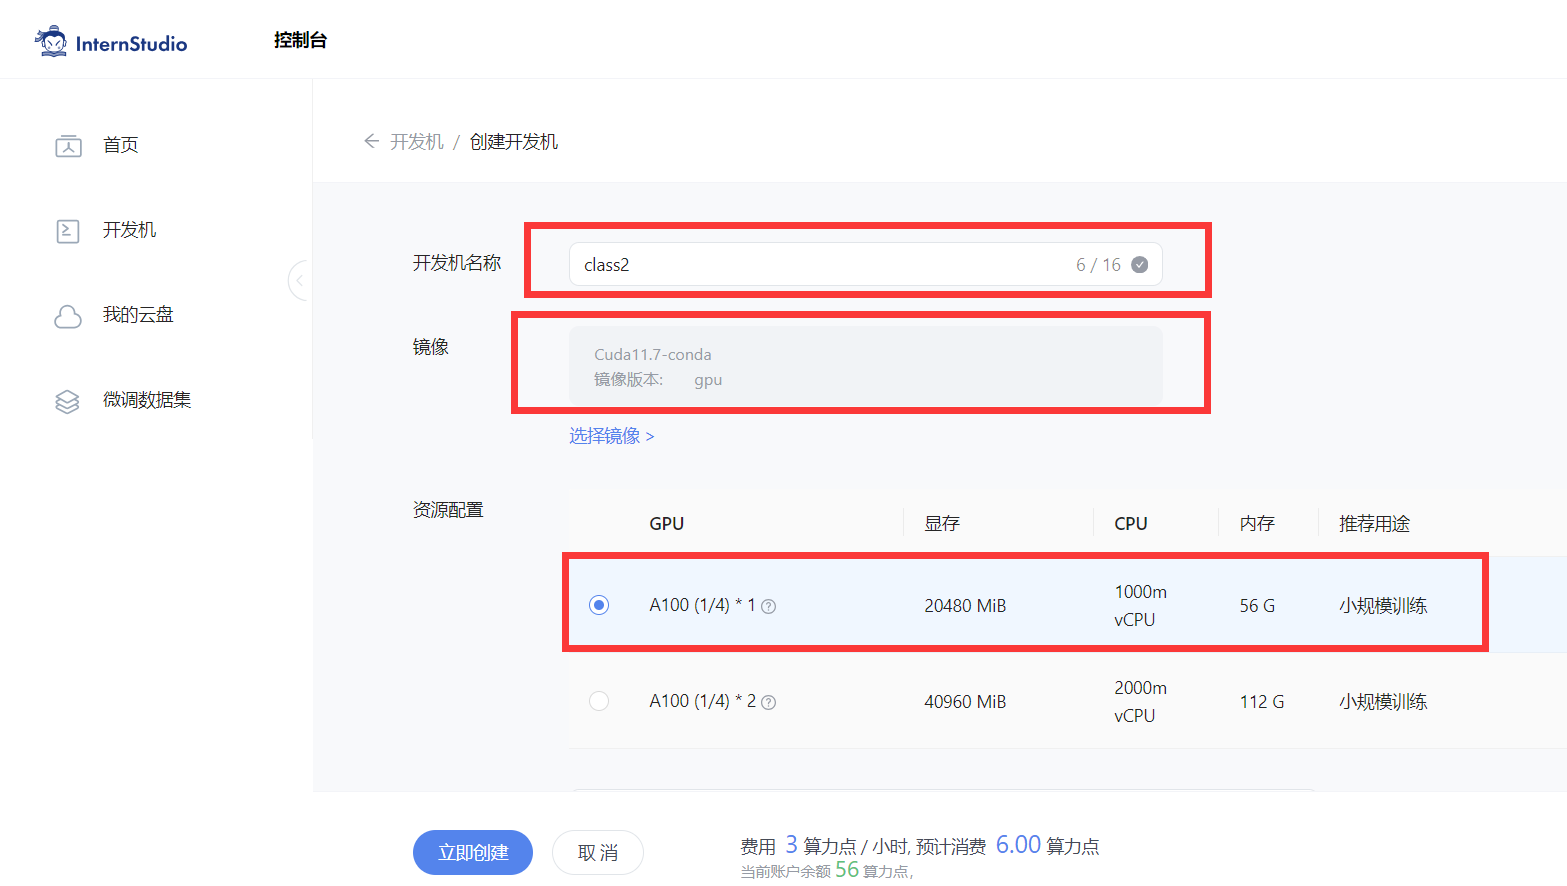 InternStudio
控制台
首页
开发机
我的云盘
微调数据集
开发机 / 创建开发机
开发机名称
class2
6 / 16
镜像
Cuda11.7-conda
镜像版本: gpu
选择镜像 >
资源配置
GPU 显存 CPU 内存 推荐用途
A100 (1/4) * 1 20480 MiB 1000m vCPU 56 G 小规模训练
A100 (1/4) * 2 40960 MiB 2000m vCPU 112 G 小规模训练
立即创建 取 消
费用 3 算力点 / 小时, 预计消费 6.00 算力点
当前账户余额 56 算力点,